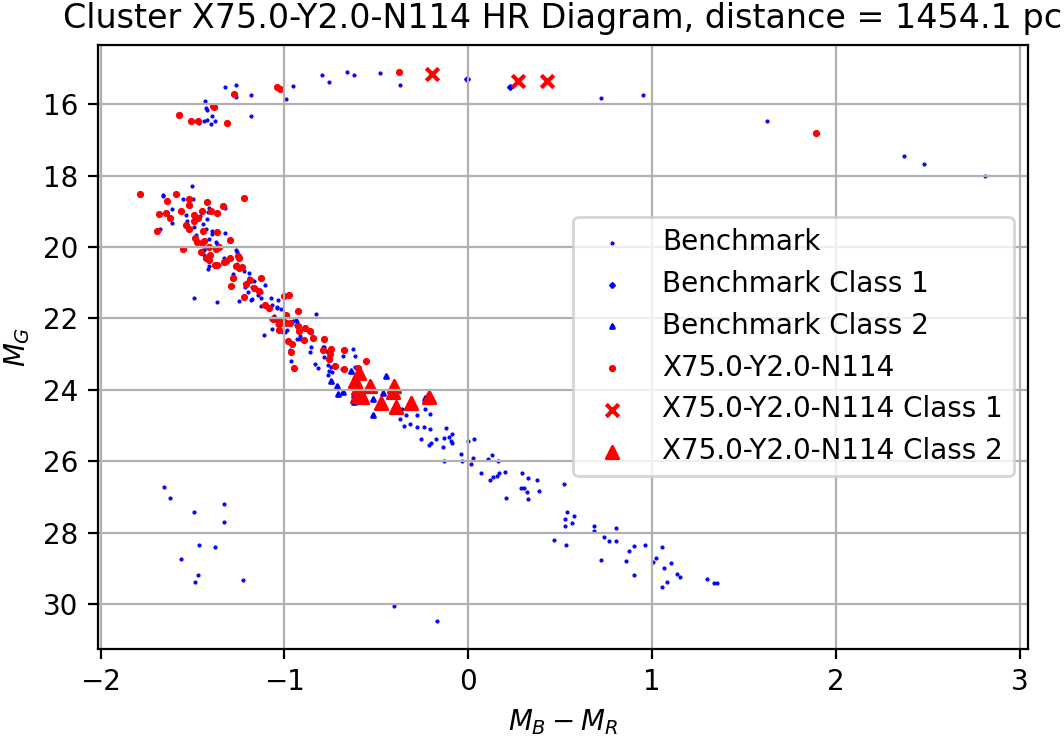 Cluster X75.0-Y2.0-N114 HR Diagram, distance = 1454.1 pc
16
18
20
22
24
26
28
30
M_G
Benchmark
Benchmark Class 1
Benchmark Class 2
X75.0-Y2.0-N114
X75.0-Y2.0-N114 Class 1
X75.0-Y2.0-N114 Class 2
−2 −1 0 1 2 3
M_B − M_R